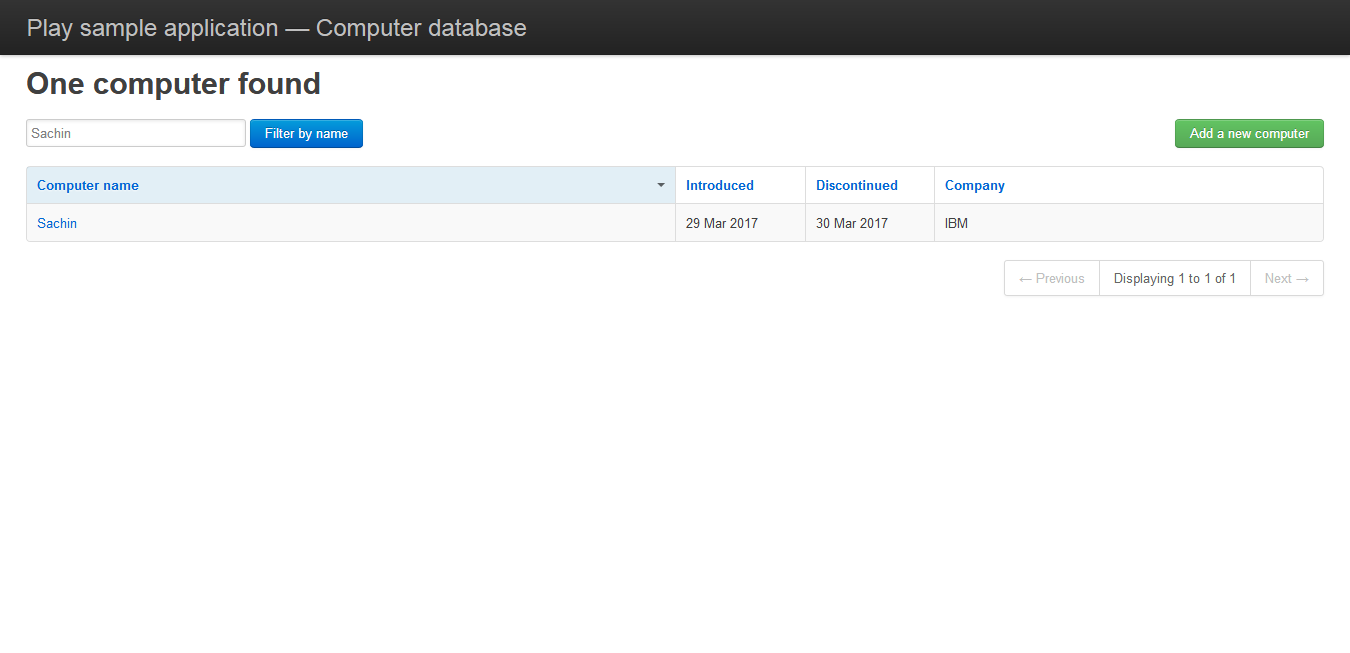 Play sample application — Computer database
One computer found
Sachin Filter by name Add a new computer
Computer name Introduced Discontinued Company
Sachin 29 Mar 2017 30 Mar 2017 IBM
← Previous Displaying 1 to 1 of 1 Next →